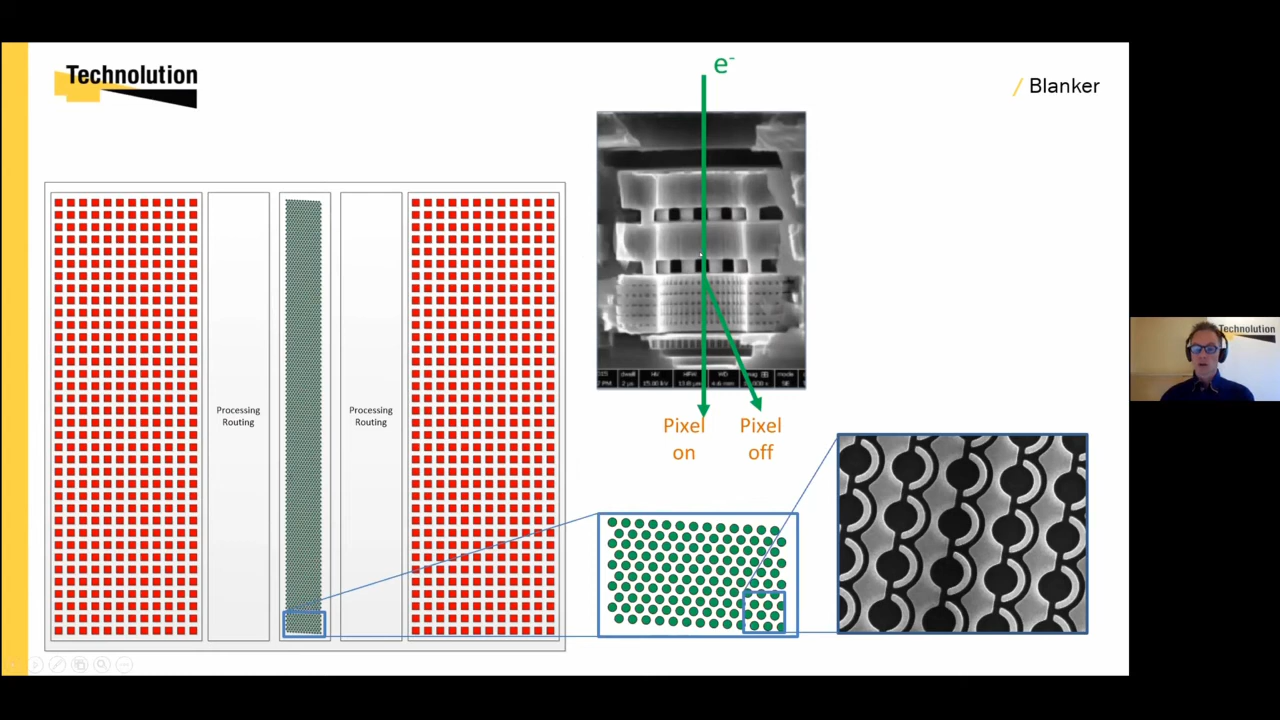 Technolution
/ Blanker
e-
Processing
Routing
Processing
Routing
Pixel
on
Pixel
off
Technolution